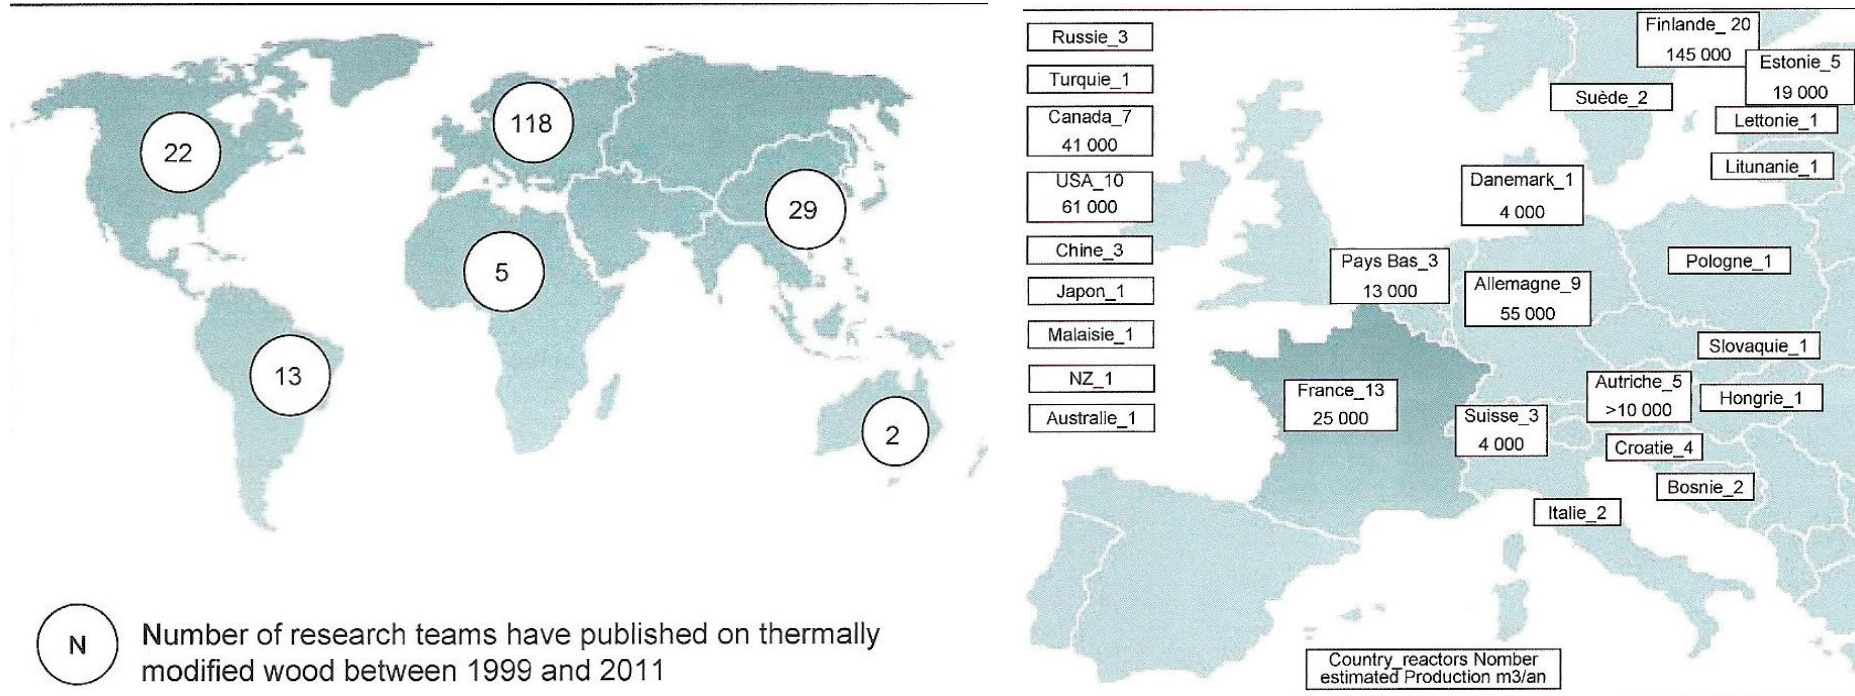 22
118
29
5
13
2
N
Number of research teams have published on thermally
modified wood between 1999 and 2011
Russie_3
Turquie_1
Canada_7
41 000
USA_10
61 000
Chine_3
Japon_1
Malaisie_1
NZ_1
Australie_1
Finlande_ 20
145 000
Estonie_5
19 000
Suède_2
Lettonie_1
Litunanie_1
Danemark_1
4 000
Pays Bas_3
13 000
Allemagne_9
55 000
Pologne_1
Slovaquie_1
France_13
25 000
Suisse_3
4 000
Autriche_5
>10 000
Hongrie_1
Croatie_4
Bosnie_2
Italie_2
Country_reactors Nomber
estimated Production m3/an